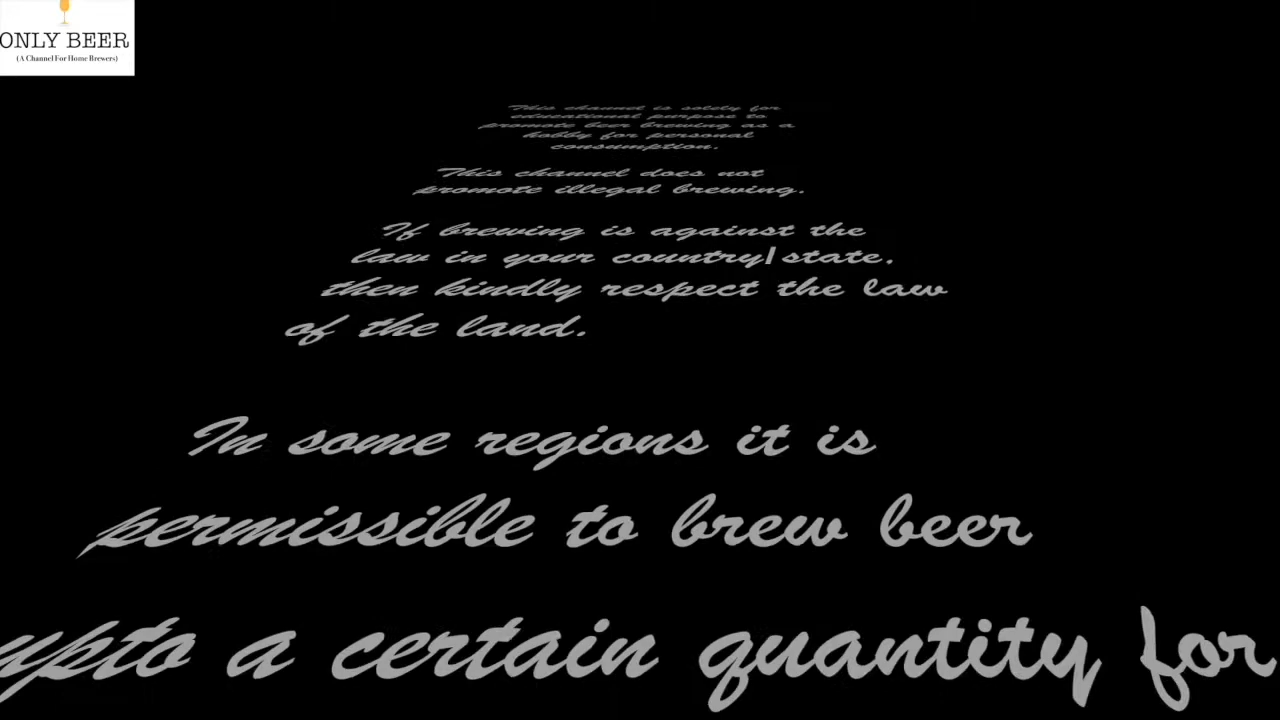 ONLY BEER
(A Channel For Home Brewers)
This channel is solely for
educational purpose to
promote beer brewing as a
hobby for personal
consumption.
This channel does not
promote illegal brewing.
If brewing is against the
law in your country/state.
then kindly respect the law
of the land.
In some regions it is
permissible to brew beer
upto a certain quantity for